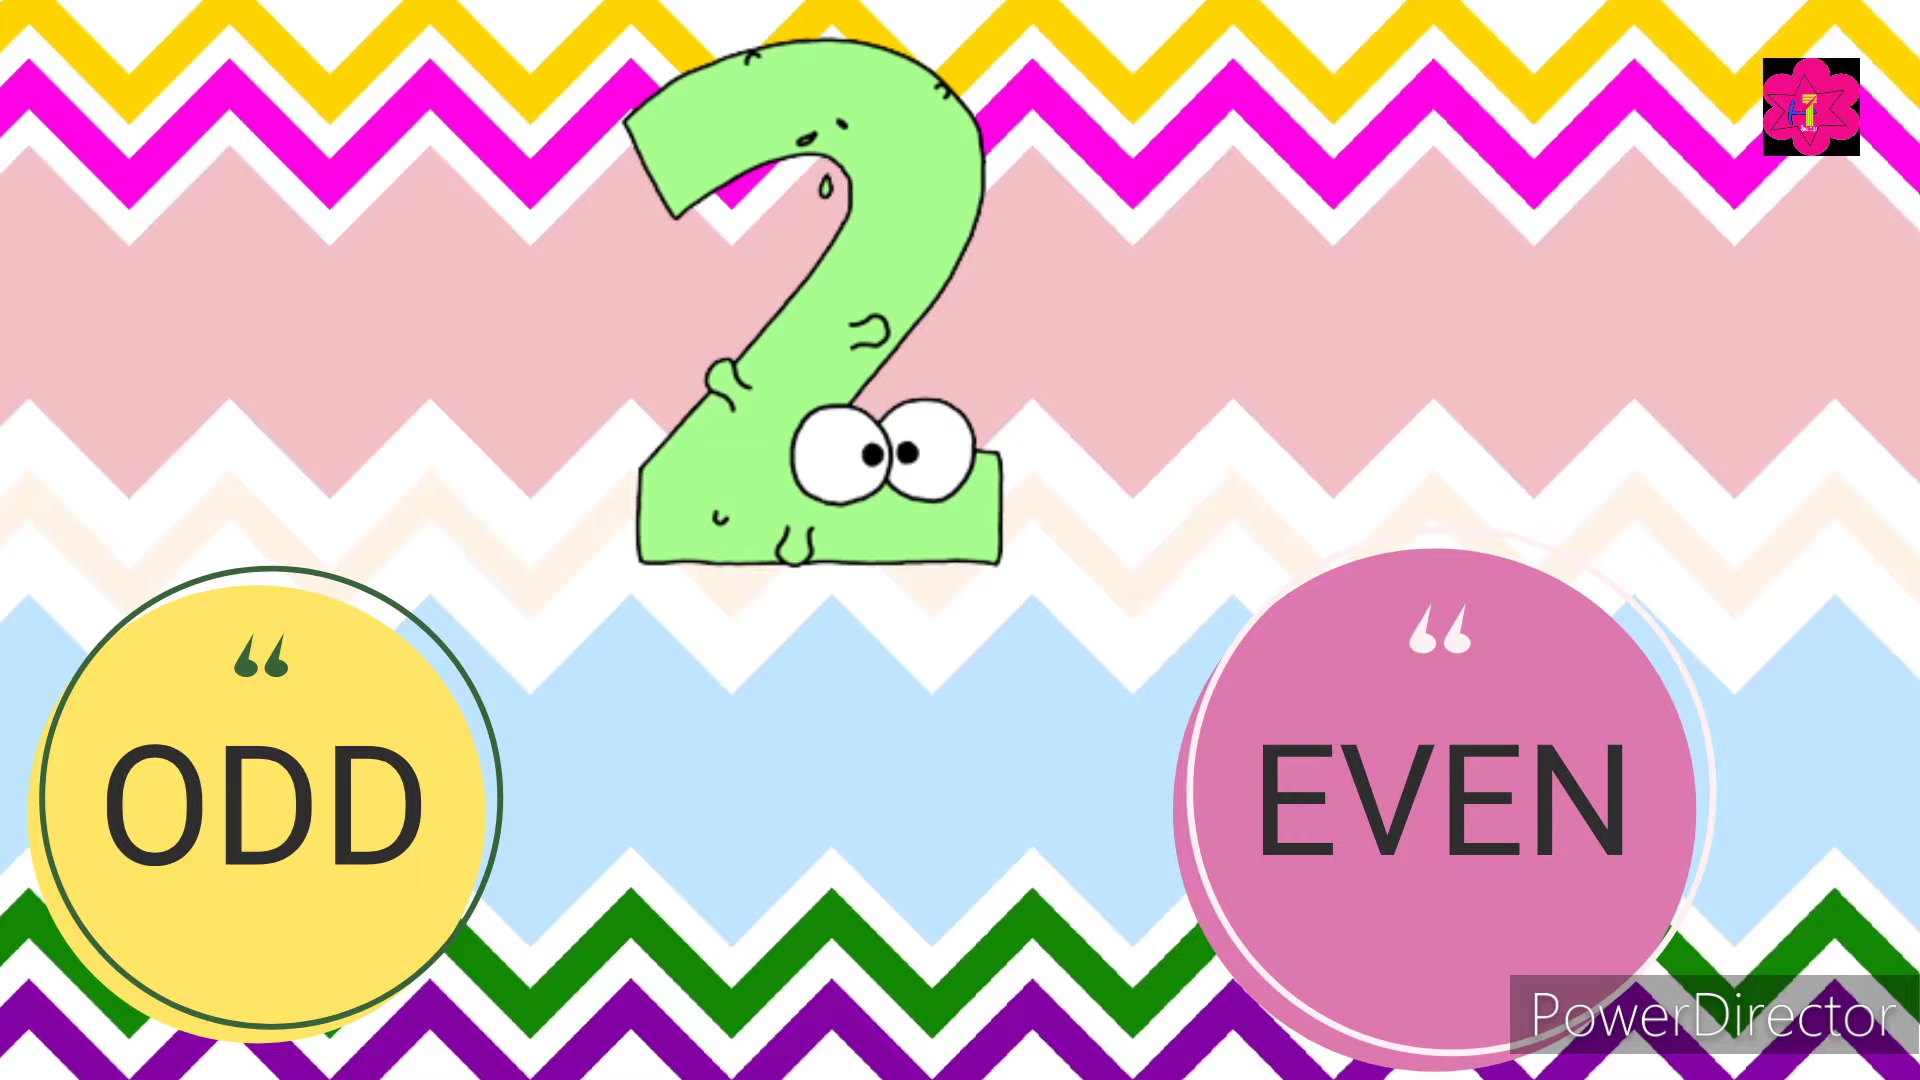 2
“
ODD
“
EVEN
PowerDirector